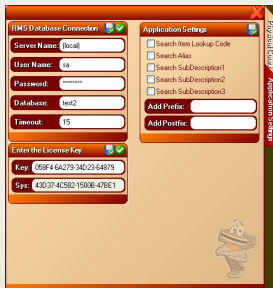 RMS Database Connection
Server Name: (local)
User Name: sa
Password: ********
Database: test2
Timeout: 15
Enter the License Key
Key: 058F4-6A279-34D23-64879
Sys: 43D37-4C582-1500B-47BE1
Application Settings
Search Item Lookup Code
Search Alias
Search SubDescription1
Search SubDescription2
Search SubDescription3
Add Prefix:
Add Postfix:
Physical Count
Application Settings